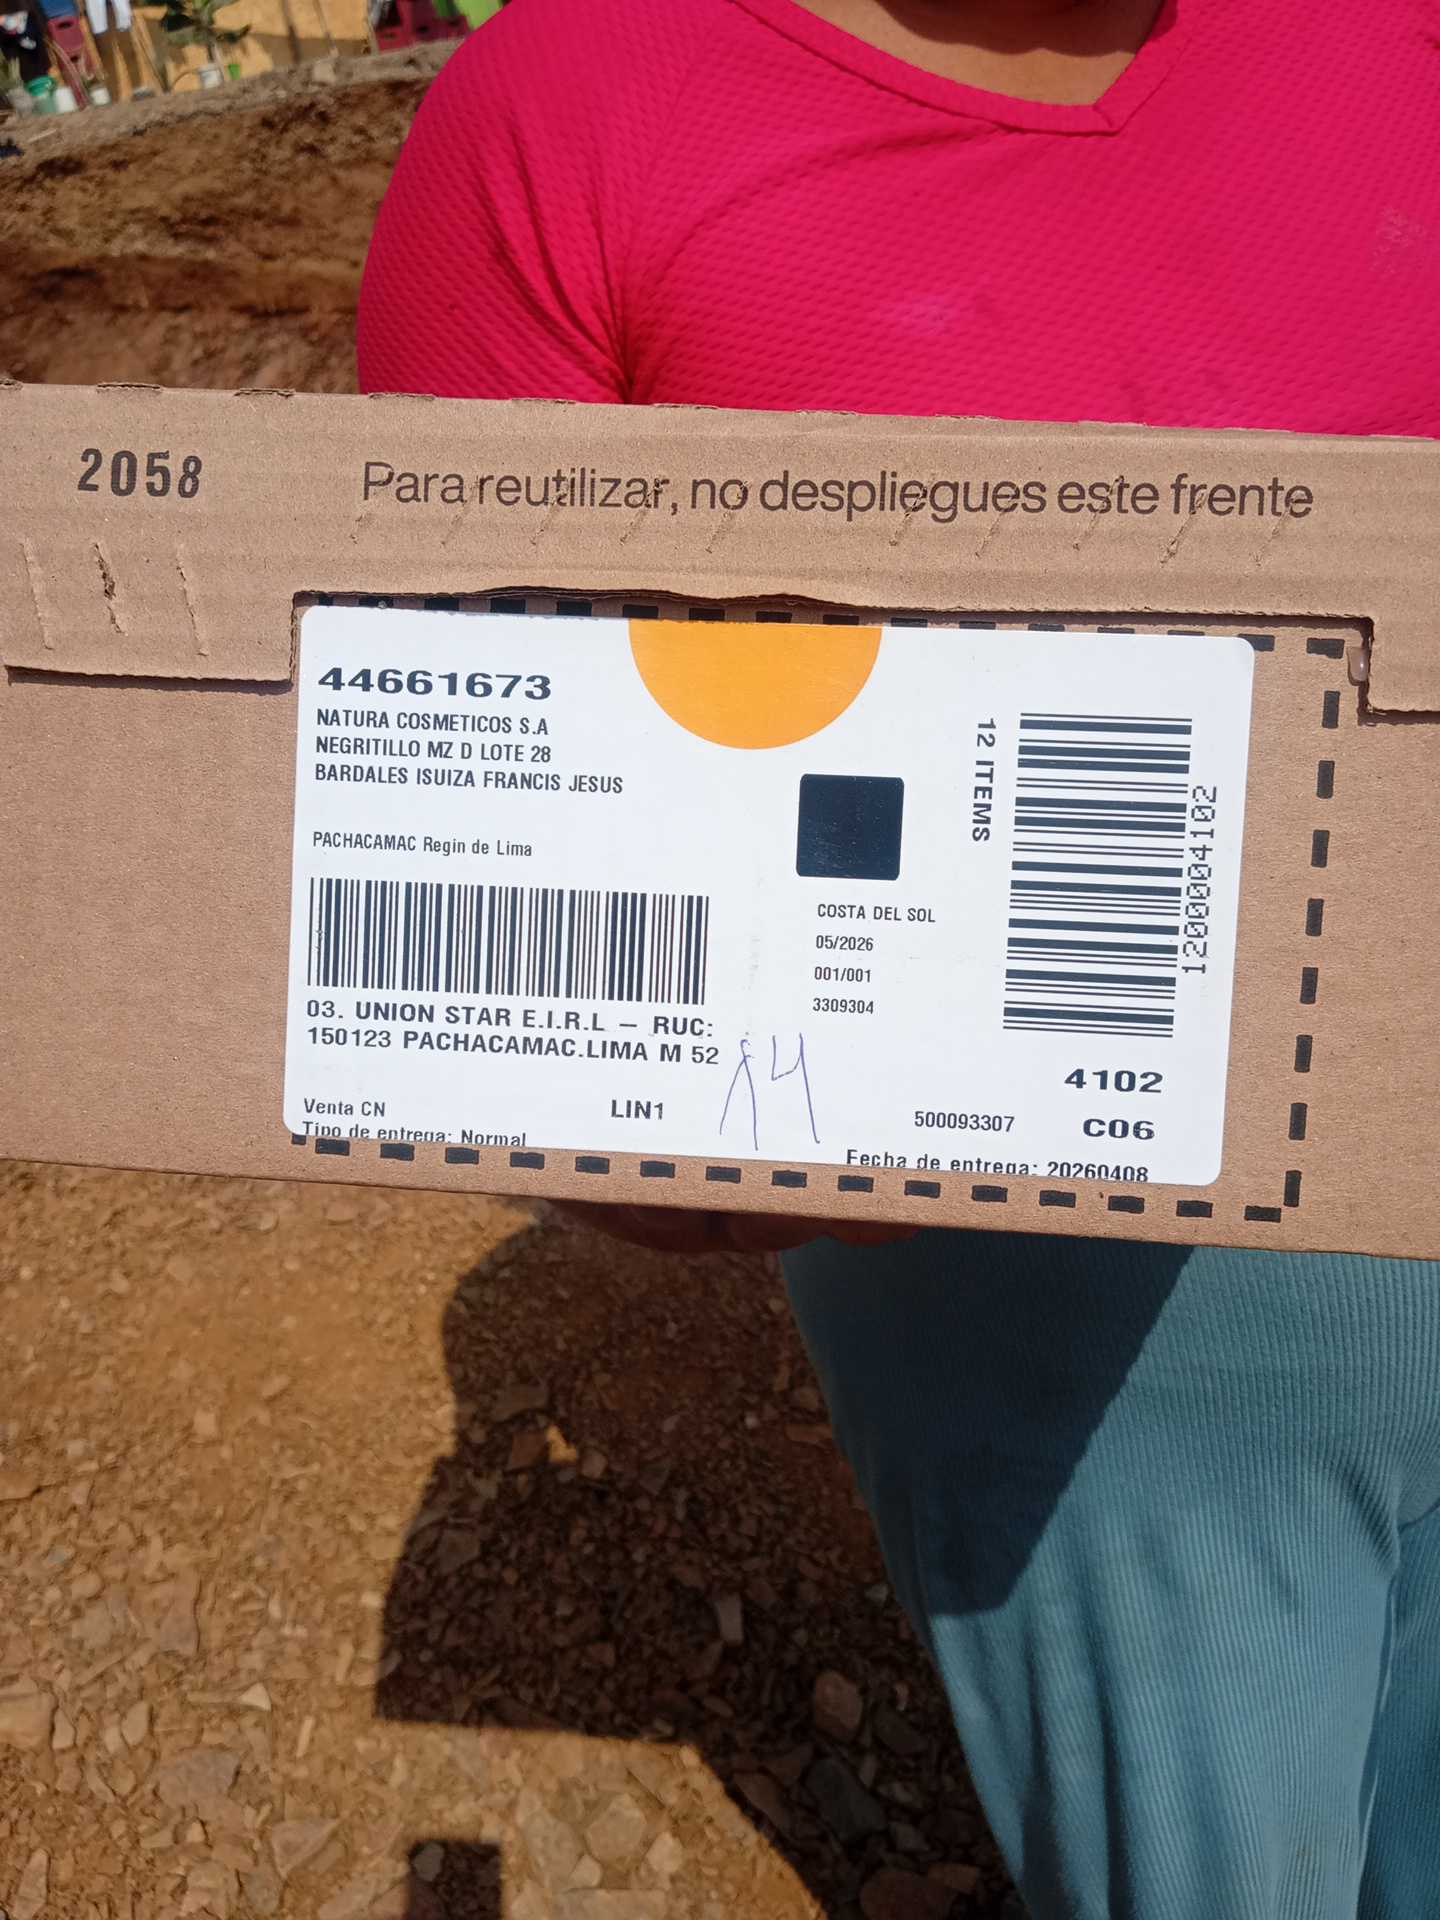 2058
Para reutilizar, no despliegues este frente
44661673
NATURA COSMETICOS S.A
NEGRITILLO MZ D LOTE 28
BARDALES ISUIZA FRANCIS JESUS
PACHACAMAC Regin de Lima
12 ITEMS
1200004102
COSTA DEL SOL
05/2026
001/001
3309304
03. UNION STAR E.I.R.L – RUC:
150123 PACHACAMAC.LIMA M 52
4102
Venta CN
LIN1
500093307
C06
Tipo de entrega: Normal
Fecha de entrega: 20260408